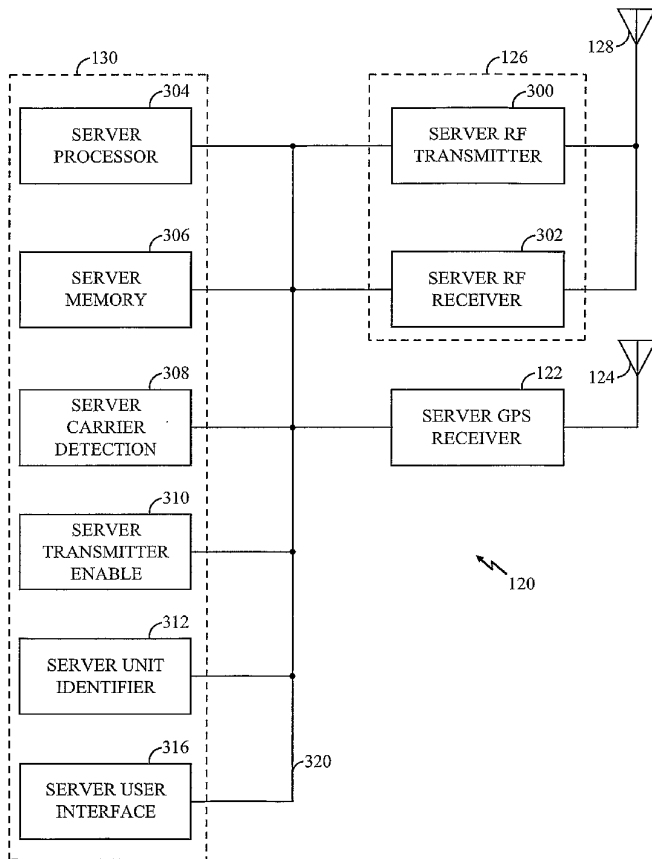 130
304
SERVER
PROCESSOR
306
SERVER
MEMORY
308
SERVER
CARRIER
DETECTION
310
SERVER
TRANSMITTER
ENABLE
312
SERVER UNIT
IDENTIFIER
316
SERVER USER
INTERFACE
320
126
300
SERVER RF
TRANSMITTER
302
SERVER RF
RECEIVER
128
122
SERVER GPS
RECEIVER
124
120